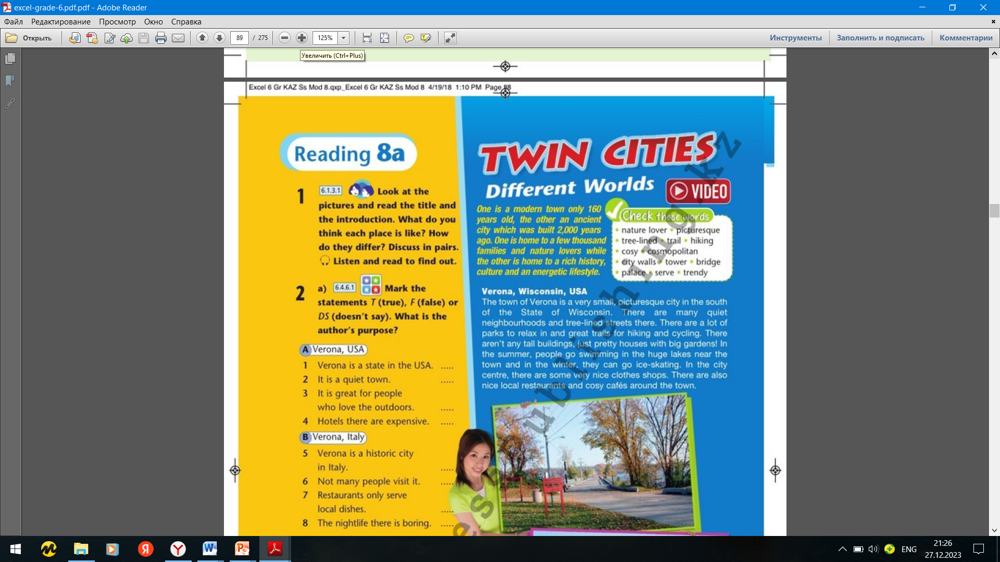 excel-grade-6.pdf.pdf - Adobe Reader
Файл Редактирование Просмотр Окно Справка
Открыть 89 / 275 125% Инструменты Заполнить и подписать Комментарии
Увеличить (Ctrl+Plus)
Excel 6 Gr KAZ Ss Mod 8.qxp_Excel 6 Gr KAZ Ss Mod 8 4/19/18 1:10 PM Page 88
Reading 8a
1 6.1.3.1 Look at the
pictures and read the title and
the introduction. What do you
think each place is like? How
do they differ? Discuss in pairs.
Listen and read to find out.
2 a) 6.4.6.1 Mark the
statements T (true), F (false) or
DS (doesn't say). What is the
author's purpose?
A Verona, USA
1 Verona is a state in the USA. .....
2 It is a quiet town. .....
3 It is great for people
who love the outdoors. .....
4 Hotels there are expensive. .....
B Verona, Italy
5 Verona is a historic city
in Italy. .....
6 Not many people visit it. .....
7 Restaurants only serve
local dishes. .....
8 The nightlife there is boring. .....
TWIN CITIES
Different Worlds
VIDEO
One is a modern town only 160
years old, the other an ancient
city which was built 2,000 years
ago. One is home to a few thousand
families and nature lovers while
the other is home to a rich history,
culture and an energetic lifestyle.
Check these words
• nature lover • picturesque
• tree-lined • trail • hiking
• cosy • cosmopolitan
• city walls • tower • bridge
• palace • serve • trendy
Verona, Wisconsin, USA
The town of Verona is a very small, picturesque city in the south
of the State of Wisconsin. There are many quiet
neighbourhoods and tree-lined streets there. There are a lot of
parks to relax in and great trails for hiking and cycling. There
aren't any tall buildings, just pretty houses with big gardens! In
the summer, people go swimming in the huge lakes near the
town and in the winter, they can go ice-skating. In the city
centre, there are some very nice clothes shops. There are also
nice local restaurants and cosy cafés around the town.
ENG
21:26
27.12.2023